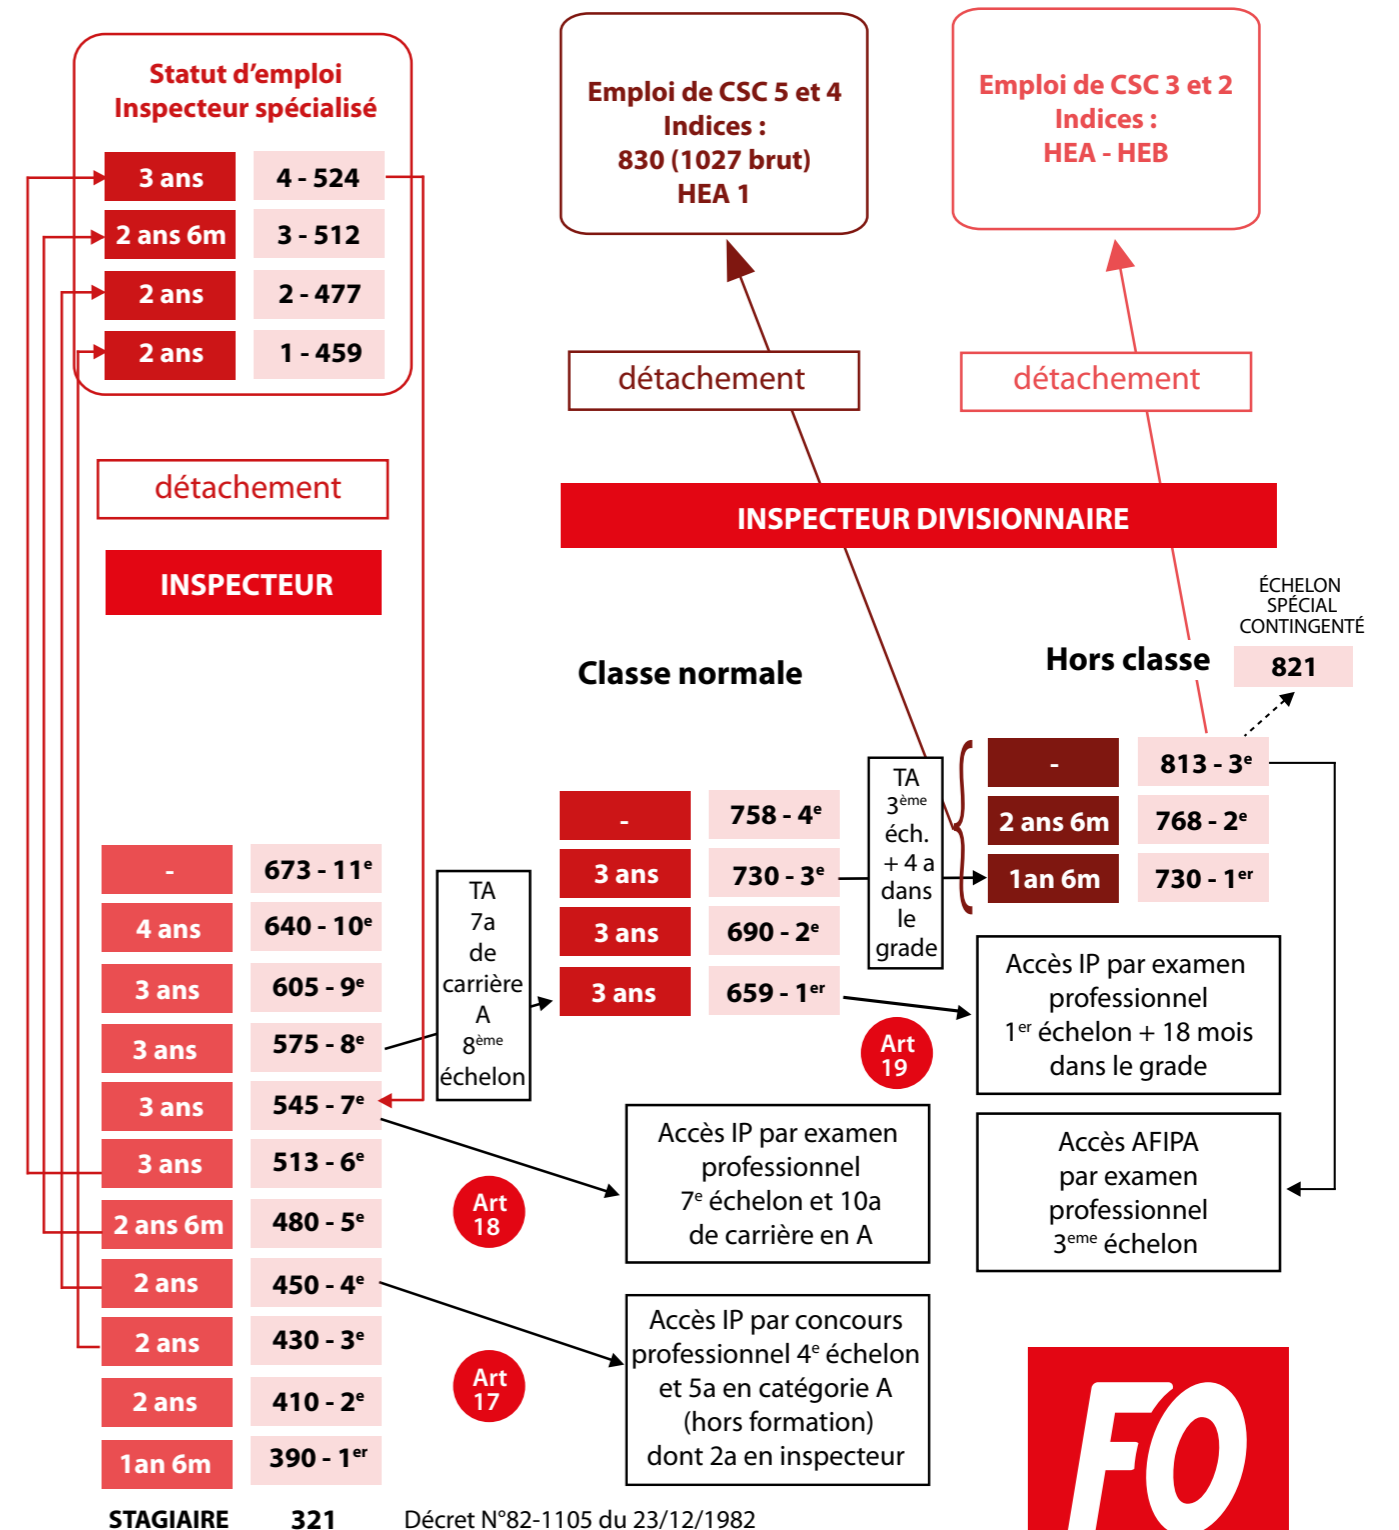 Statut d'emploi
Inspecteur spécialisé
3 ans 4 - 524
2 ans 6m 3 - 512
2 ans 2 - 477
2 ans 1 - 459
détachement
INSPECTEUR
- 673 - 11e
4 ans 640 - 10e
3 ans 605 - 9e
3 ans 575 - 8e
3 ans 545 - 7e
3 ans 513 - 6e
2 ans 6m 480 - 5e
2 ans 450 - 4e
2 ans 430 - 3e
2 ans 410 - 2e
1an 6m 390 - 1er
STAGIAIRE 321
Décret N°82-1105 du 23/12/1982
TA
7a
de
carrière
A
8ème
échelon
Emploi de CSC 5 et 4
Indices :
830 (1027 brut)
HEA 1
détachement
Emploi de CSC 3 et 2
Indices :
HEA - HEB
détachement
INSPECTEUR DIVISIONNAIRE
Classe normale
- 758 - 4e
3 ans 730 - 3e
3 ans 690 - 2e
3 ans 659 - 1er
TA
3ème
éch.
+ 4 a
dans
le
grade
Hors classe
ÉCHELON
SPÉCIAL
CONTINGENTÉ
821
- 813 - 3e
2 ans 6m 768 - 2e
1an 6m 730 - 1er
Art
19
Accès IP par examen
professionnel
1er échelon + 18 mois
dans le grade
Art
18
Accès IP par examen
professionnel
7e échelon et 10a
de carrière en A
Accès AFIPA
par examen
professionnel
3eme échelon
Art
17
Accès IP par concours
professionnel 4e échelon
et 5a en catégorie A
(hors formation)
dont 2a en inspecteur
FO